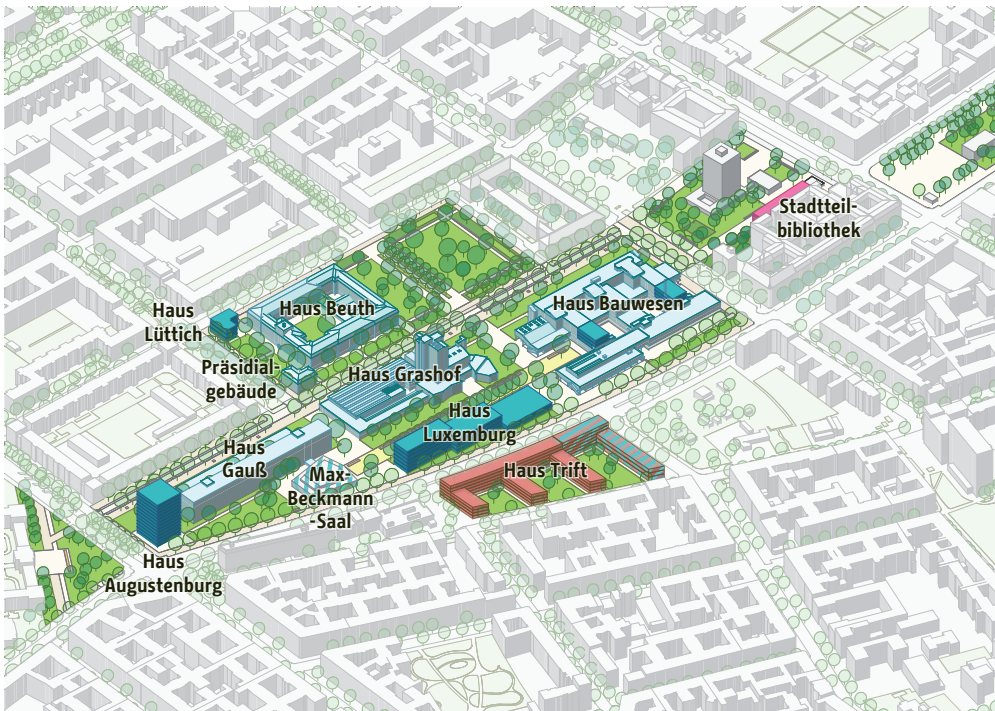 Stadtteil-
bibliothek
Haus Beuth
Haus Bauwesen
Haus
Lüttich
Präsidial-
gebäude
Haus Grashof
Haus
Luxemburg
Haus
Gauß
Max-
Beckmann
-Saal
Haus Trift
Haus
Augustenburg